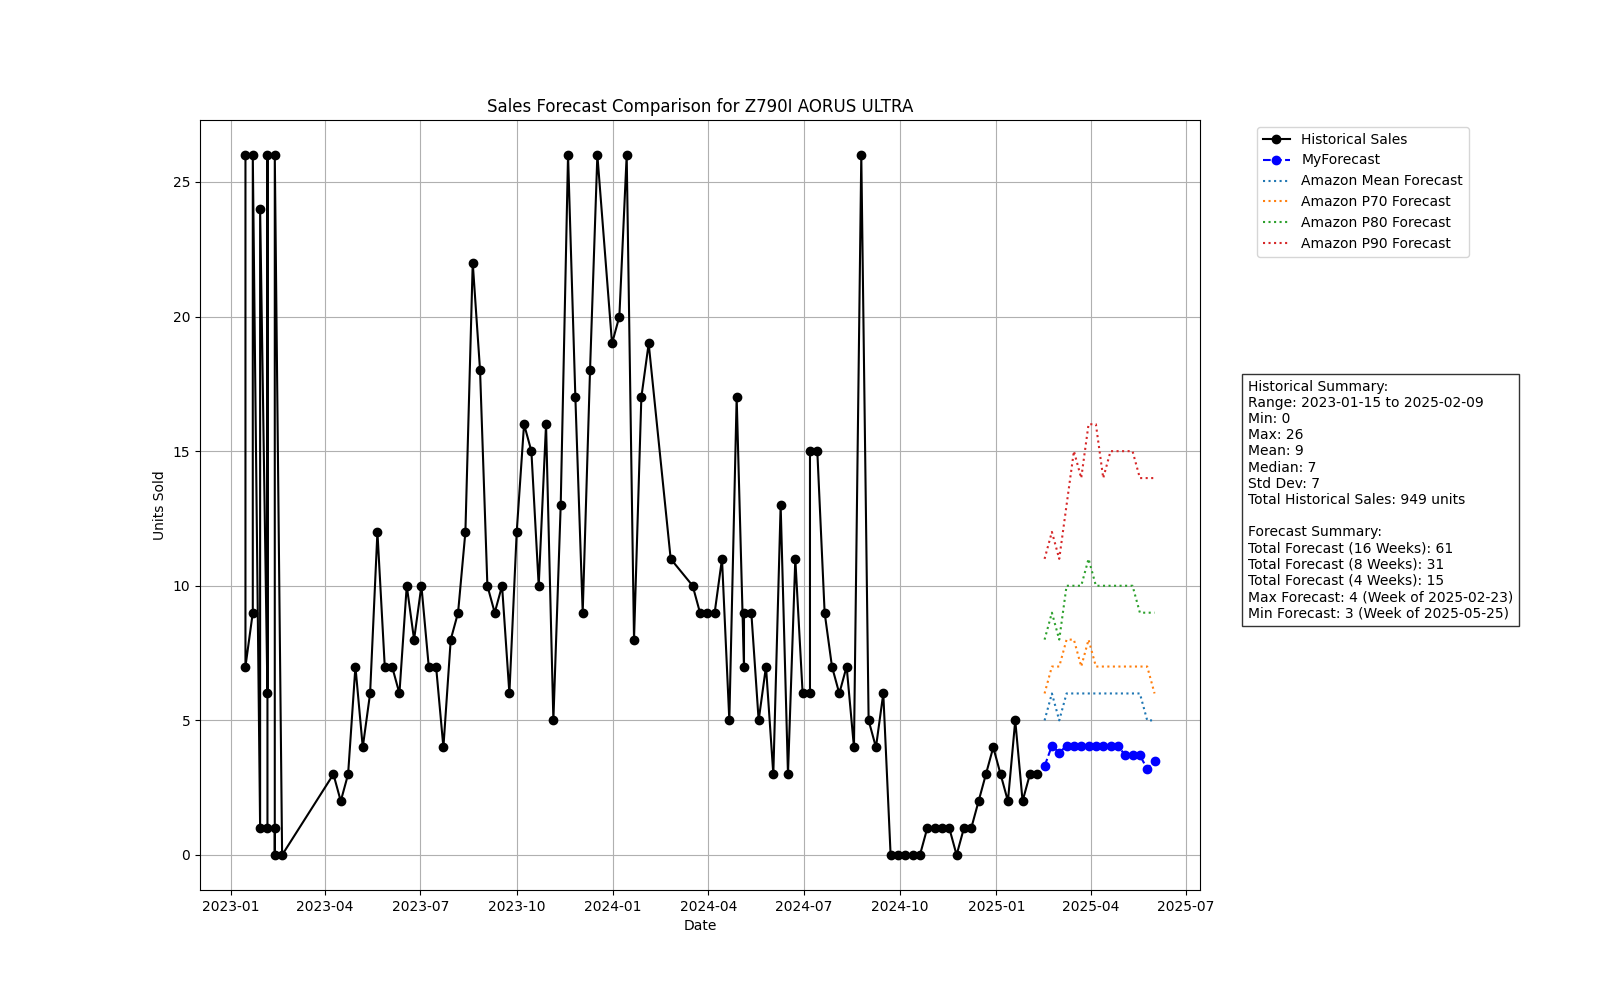 Sales Forecast Comparison for Z790I AORUS ULTRA
Historical Sales
MyForecast
Amazon Mean Forecast
Amazon P70 Forecast
Amazon P80 Forecast
Amazon P90 Forecast
Units Sold
25
20
15
10
5
0
Historical Summary:
Range: 2023-01-15 to 2025-02-09
Min: 0
Max: 26
Mean: 9
Median: 7
Std Dev: 7
Total Historical Sales: 949 units
Forecast Summary:
Total Forecast (16 Weeks): 61
Total Forecast (8 Weeks): 31
Total Forecast (4 Weeks): 15
Max Forecast: 4 (Week of 2025-02-23)
Min Forecast: 3 (Week of 2025-05-25)
2023-01 2023-04 2023-07 2023-10 2024-01 2024-04 2024-07 2024-10 2025-01 2025-04 2025-07
Date